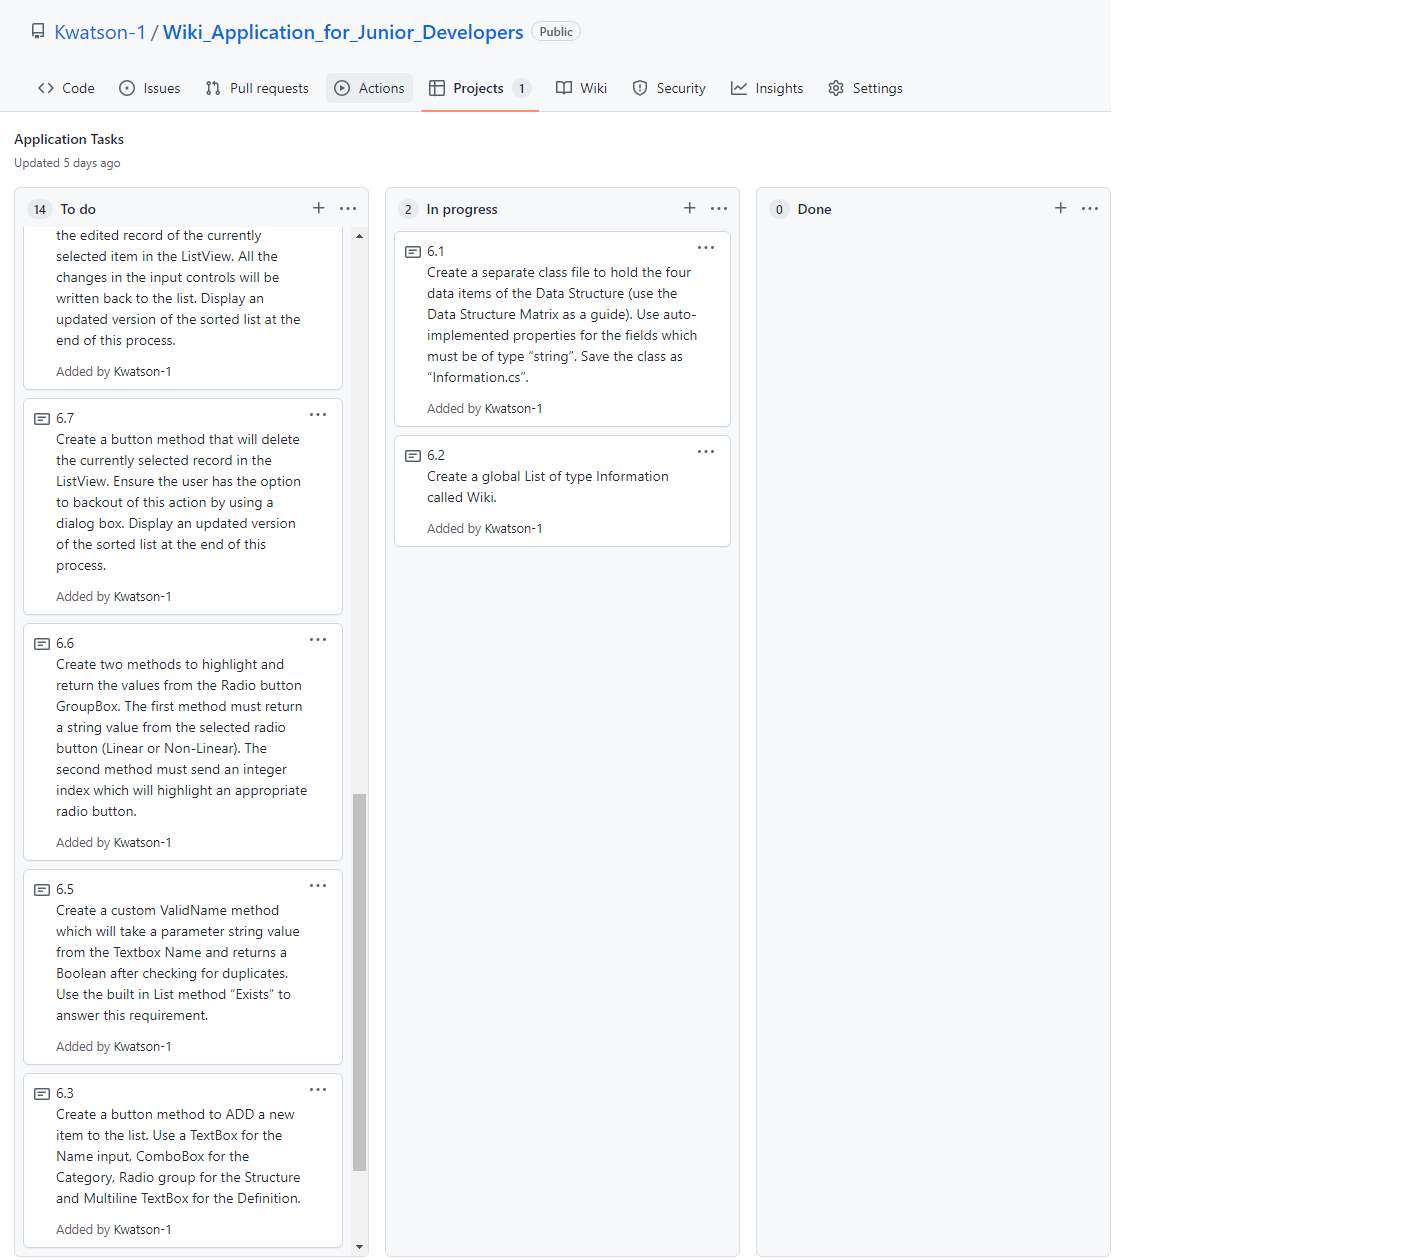 Kwatson-1 / Wiki_Application_for_Junior_Developers Public
Code Issues Pull requests Actions Projects 1 Wiki Security Insights Settings
Application Tasks
Updated 5 days ago
14 To do
the edited record of the currently
selected item in the ListView. All the
changes in the input controls will be
written back to the list. Display an
updated version of the sorted list at the
end of this process.
Added by Kwatson-1
6.7
Create a button method that will delete
the currently selected record in the
ListView. Ensure the user has the option
to backout of this action by using a
dialog box. Display an updated version
of the sorted list at the end of this
process.
Added by Kwatson-1
6.6
Create two methods to highlight and
return the values from the Radio button
GroupBox. The first method must return
a string value from the selected radio
button (Linear or Non-Linear). The
second method must send an integer
index which will highlight an appropriate
radio button.
Added by Kwatson-1
6.5
Create a custom ValidName method
which will take a parameter string value
from the Textbox Name and returns a
Boolean after checking for duplicates.
Use the built in List method “Exists” to
answer this requirement.
Added by Kwatson-1
6.3
Create a button method to ADD a new
item to the list. Use a TextBox for the
Name input, ComboBox for the
Category, Radio group for the Structure
and Multiline TextBox for the Definition.
Added by Kwatson-1
2 In progress
6.1
Create a separate class file to hold the four
data items of the Data Structure (use the
Data Structure Matrix as a guide). Use auto-
implemented properties for the fields which
must be of type “string”. Save the class as
“Information.cs”.
Added by Kwatson-1
6.2
Create a global List of type Information
called Wiki.
Added by Kwatson-1
0 Done